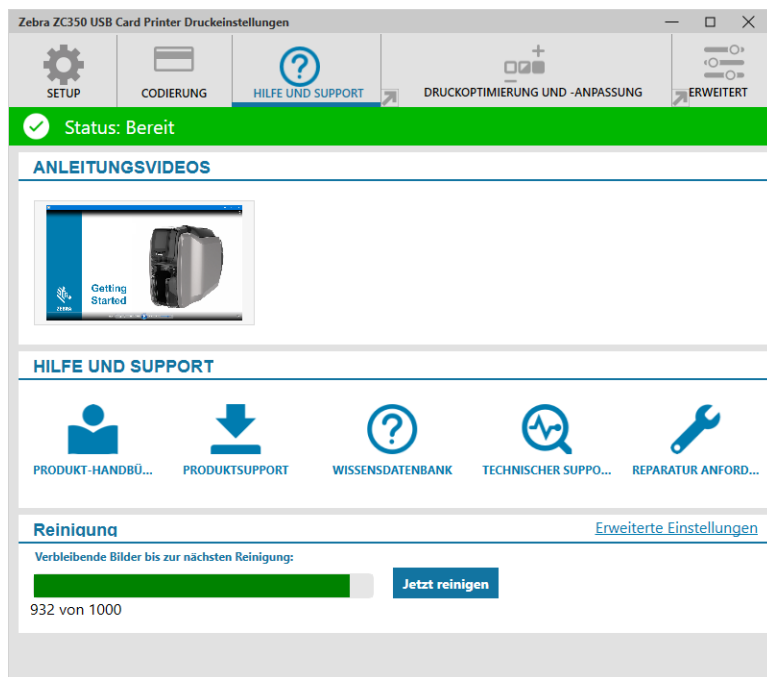 Zebra ZC350 USB Card Printer Druckeinstellungen
SETUP
CODIERUNG
HILFE UND SUPPORT
DRUCKOPTIMIERUNG UND -ANPASSUNG
ERWEITERT
Status: Bereit
ANLEITUNGSVIDEOS
Getting
Started
ZEBRA
HILFE UND SUPPORT
PRODUKT-HANDBÜ...
PRODUKTSUPPORT
WISSENSDATENBANK
TECHNISCHER SUPPO...
REPARATUR ANFORD...
Reinigung
Erweiterte Einstellungen
Verbleibende Bilder bis zur nächsten Reinigung:
Jetzt reinigen
932 von 1000